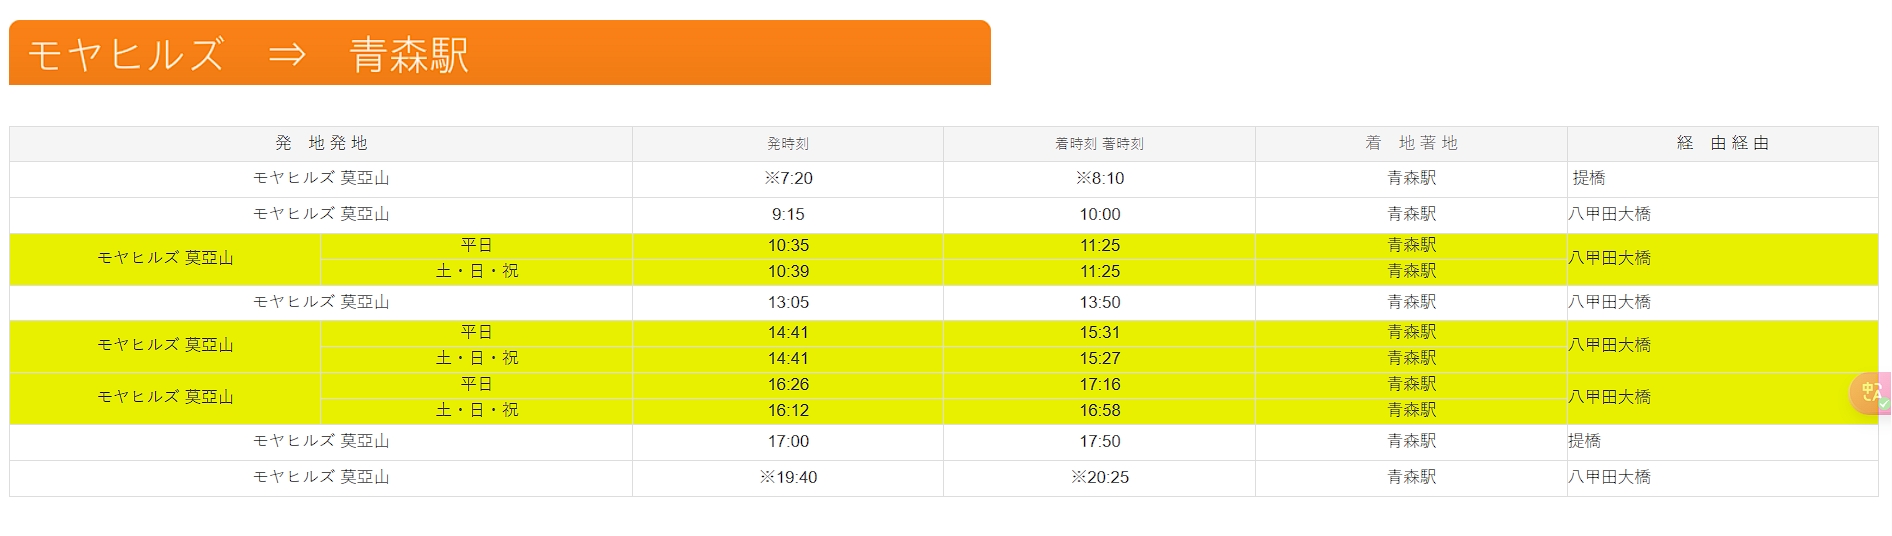 モヤヒルズ ⇒ 青森駅
発 地 発 地 発時刻 着時刻 著時刻 着 地 著 地 経 由 経 由
モヤヒルズ 莫亞山 ※7:20 ※8:10 青森駅 提橋
モヤヒルズ 莫亞山 9:15 10:00 青森駅 八甲田大橋
モヤヒルズ 莫亞山 平日 10:35 11:25 青森駅 八甲田大橋
土・日・祝 10:39 11:25 青森駅
モヤヒルズ 莫亞山 13:05 13:50 青森駅 八甲田大橋
モヤヒルズ 莫亞山 平日 14:41 15:31 青森駅 八甲田大橋
土・日・祝 14:41 15:27 青森駅
モヤヒルズ 莫亞山 平日 16:26 17:16 青森駅 八甲田大橋
土・日・祝 16:12 16:58 青森駅
モヤヒルズ 莫亞山 17:00 17:50 青森駅 提橋
モヤヒルズ 莫亞山 ※19:40 ※20:25 青森駅 八甲田大橋
中 A